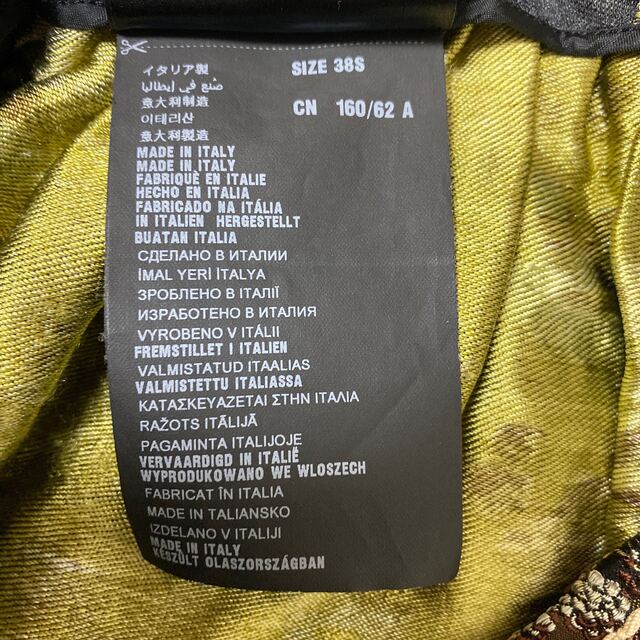 イタリア製 SIZE 38S
صنع في إيطاليا
意大利制造 CN 160/62 A
이테리산
意大利製造
MADE IN ITALY
MADE IN ITALY
FABRIQUÈ EN ITALIE
HECHO EN ITALIA
FABRICADO NA ITÁLIA
IN ITALIEN HERGESTELLT
BUATAN ITALIA
СДЕЛАНО В ИТАЛИИ
İMAL YERİ İTALYA
ЗРОБЛЕНО В ІТАЛІЇ
ИЗРАБОТЕНО В ИТАЛИЯ
VYROBENO V ITÁLII
FREMSTILLET I ITALIEN
VALMISTATUD ITAALIAS
VALMISTETTU ITALIASSA
ΚΑΤΑΣΚΕΥΑΖΕΤΑΙ ΣΤΗΝ ΙΤΑΛΙΑ
RAŽOTS ITĀLIJĀ
PAGAMINTA ITALIJOJE
VERVAARDIGD IN ITALIË
WYPRODUKOWANO WE WLOSZECH
FABRICAT ÎN ITALIA
MADE IN TALIANSKO
IZDELANO V ITALIJI
MADE IN ITALY
KÉSZÜLT OLASZORSZÁGBAN